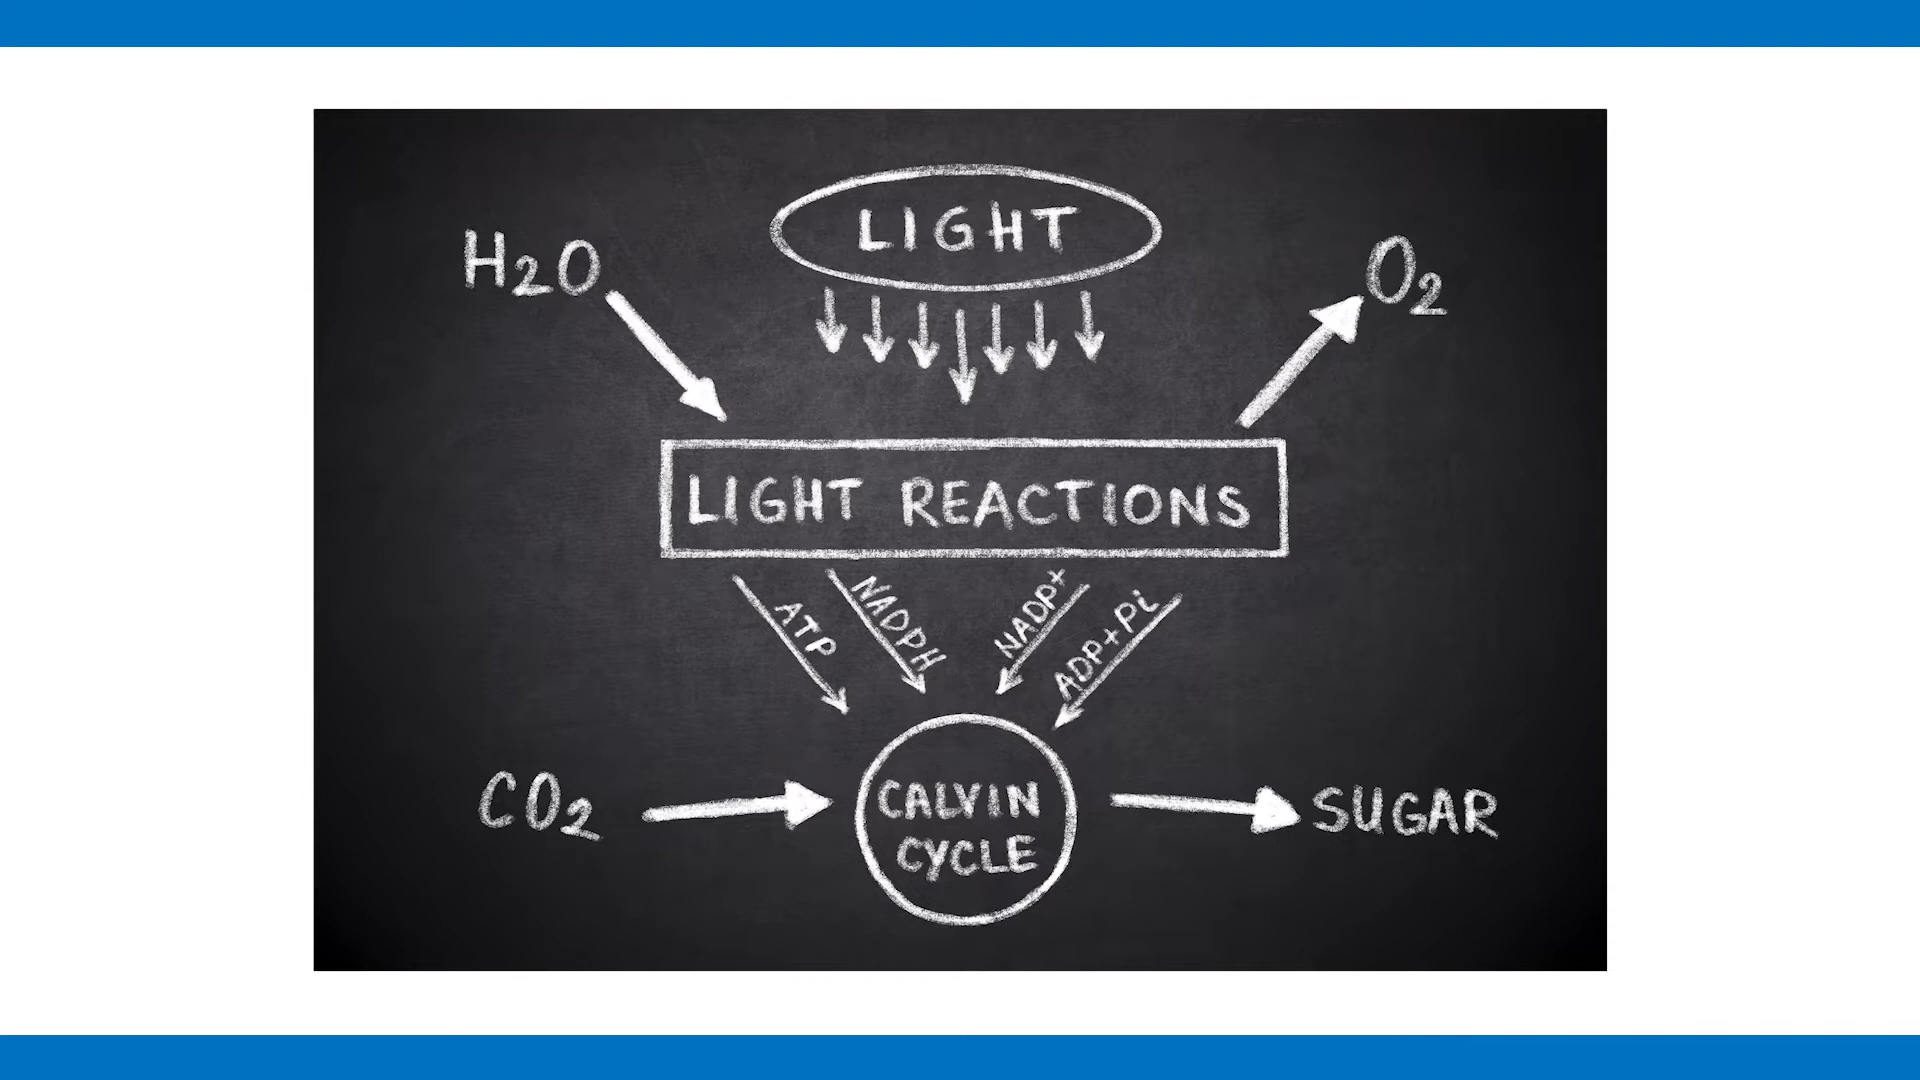 LIGHT
H2O
O2
LIGHT REACTIONS
ATP
NADPH
NADP+
ADP+Pi
CO2
CALVIN
CYCLE
SUGAR